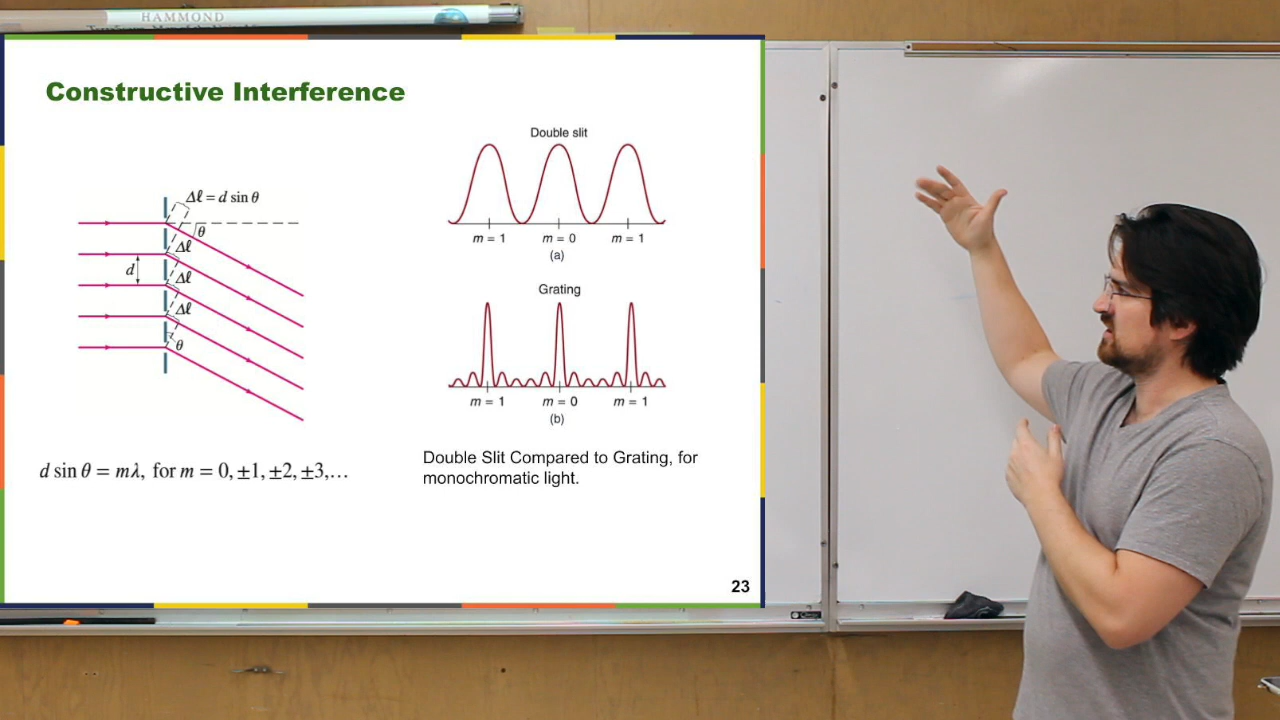 HAMMOND
Constructive Interference
Δℓ = d sin θ
θ
Δℓ
d
Δℓ
Δℓ
θ
d sin θ = mλ, for m = 0, ±1, ±2, ±3,…
Double slit
m = 1 m = 0 m = 1
(a)
Grating
m = 1 m = 0 m = 1
(b)
Double Slit Compared to Grating, for
monochromatic light.
23